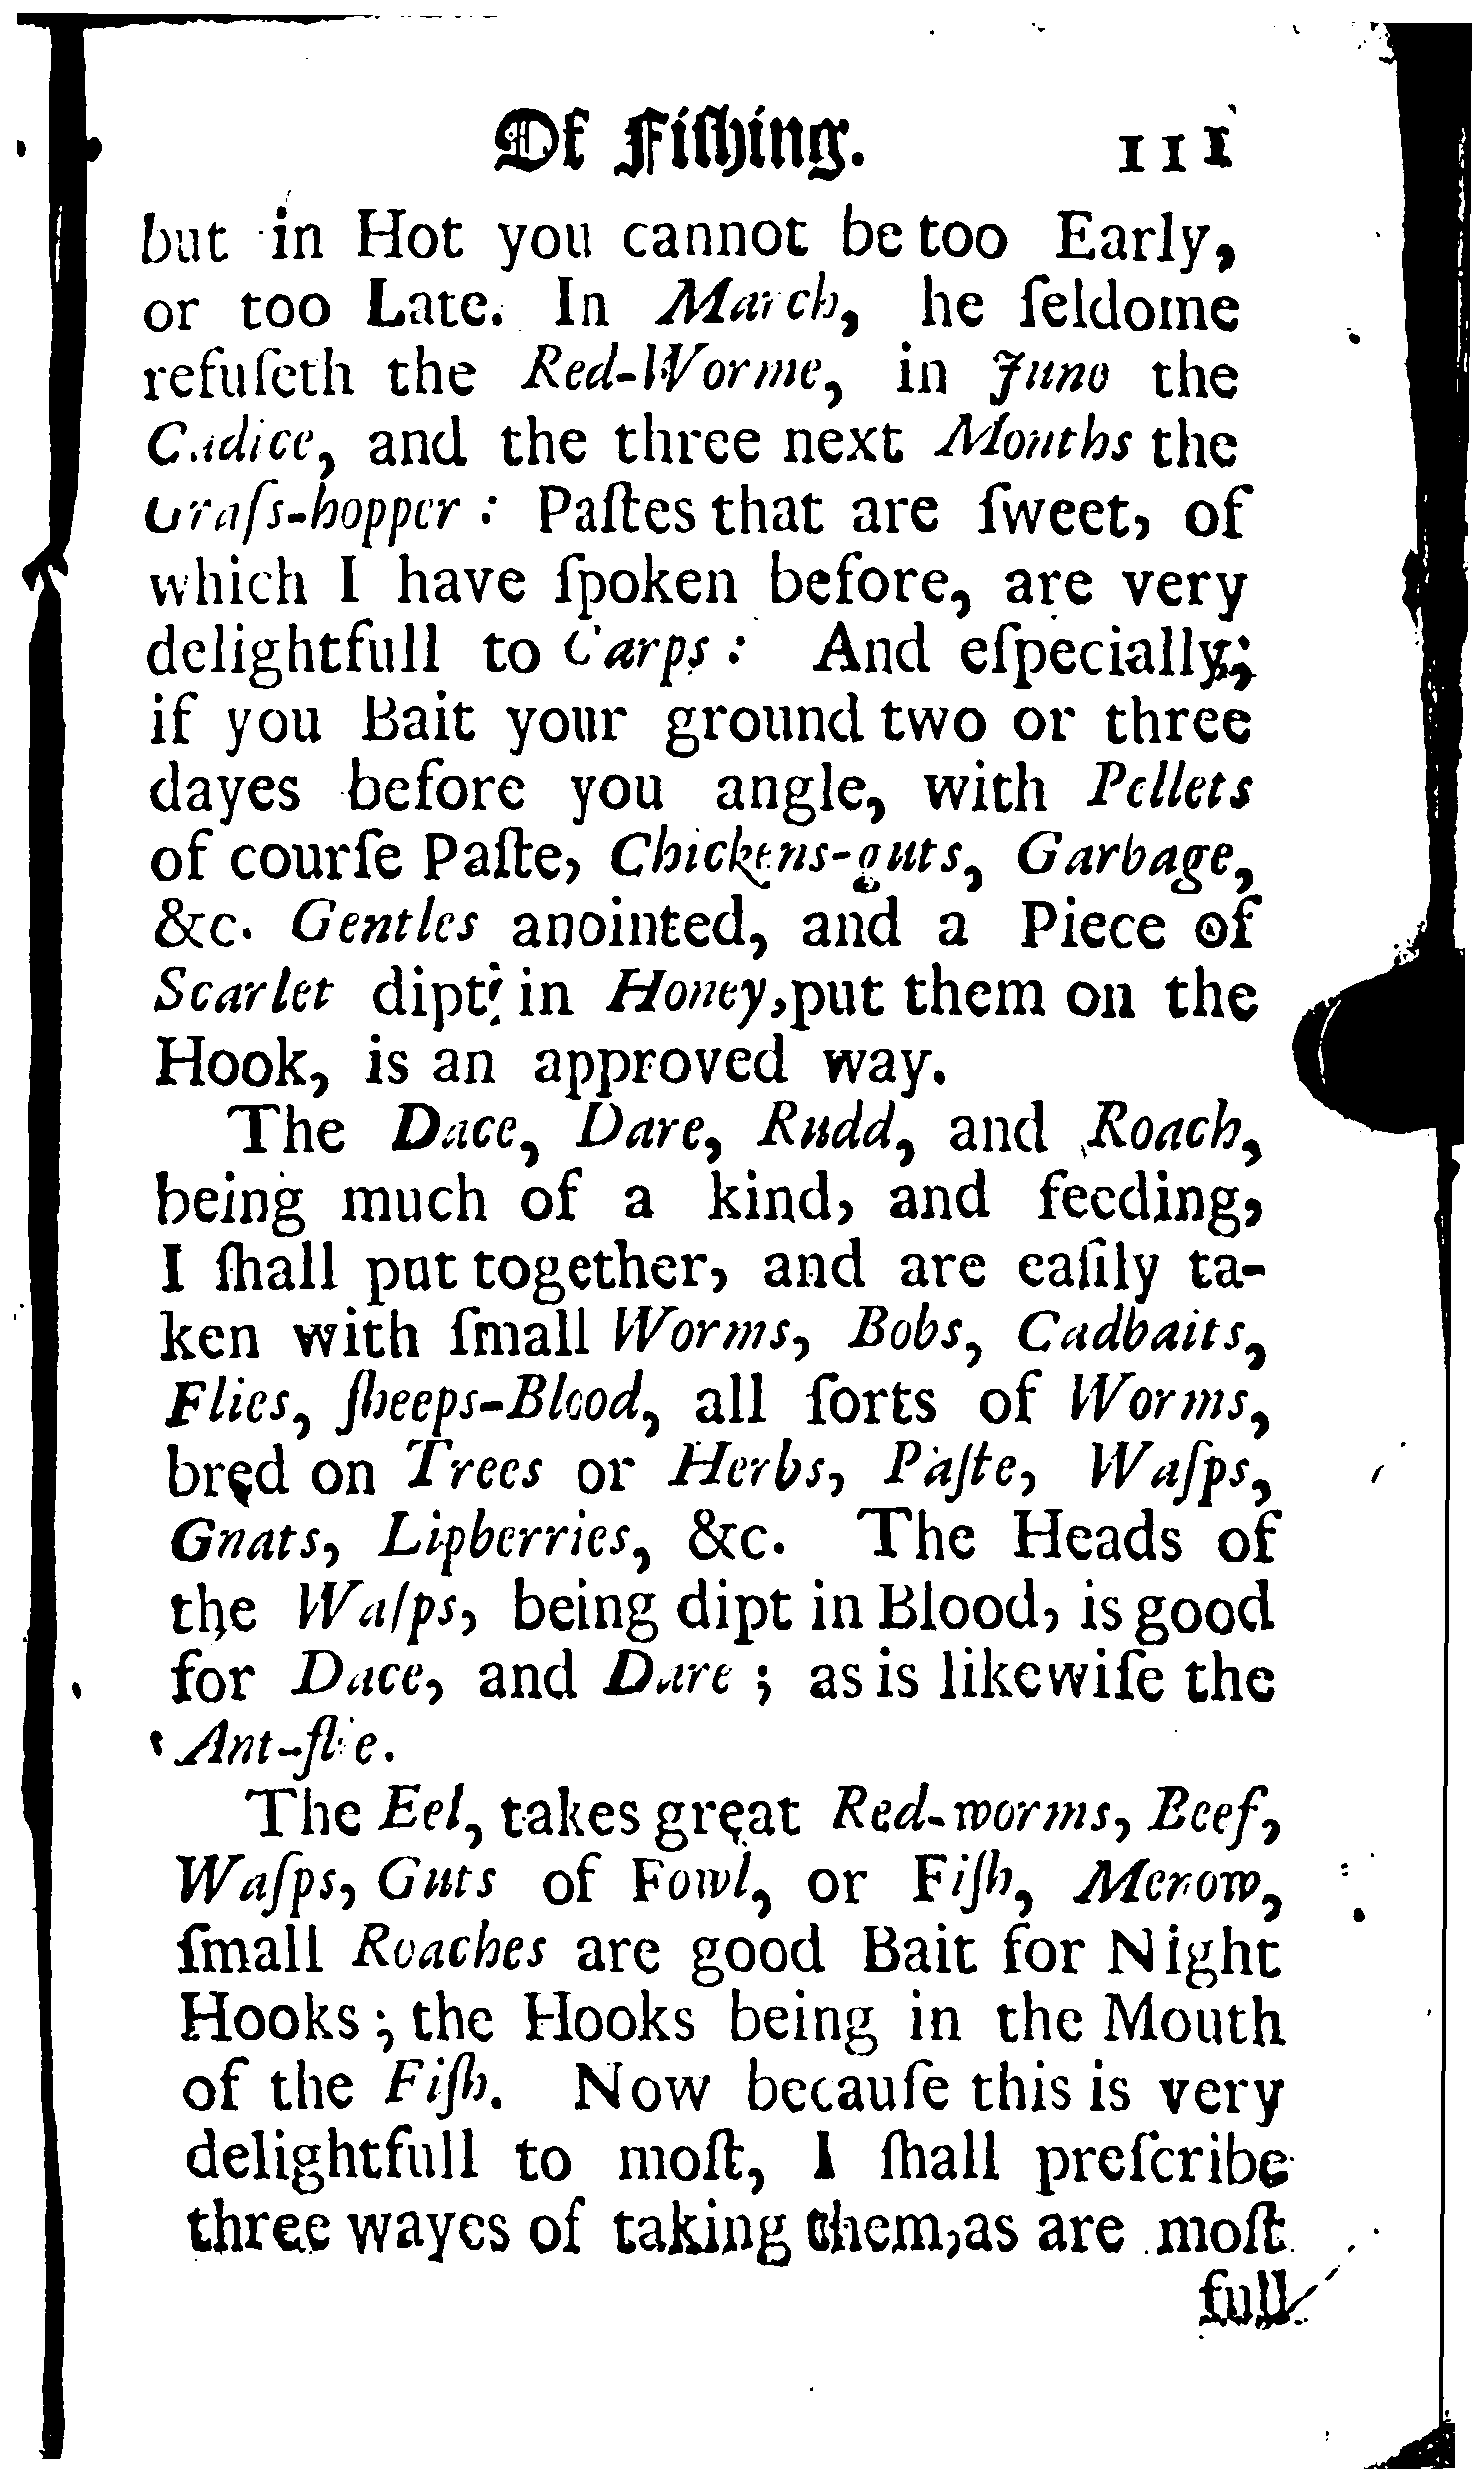 Of Fiſhing. 111
but in Hot you cannot be too Early,
or too Late. In March, he ſeldome
refuſeth the Red-Worme, in Juno the
Cadice, and the three next Months the
Graſs-hopper : Paſtes that are ſweet, of
which I have ſpoken before, are very
delightfull to Carps : And eſpecially;
if you Bait your ground two or three
dayes before you angle, with Pellets
of courſe Paſte, Chickens-guts, Garbage,
&c. Gentles anointed, and a Piece of
Scarlet dipt in Honey,put them on the
Hook, is an approved way.
The Dace, Dare, Rudd, and Roach,
being much of a kind, and feeding,
I ſhall put together, and are eaſily ta-
ken with ſmall Worms, Bobs, Cadbaits,
Flies, ſheeps-Blood, all ſorts of Worms,
bred on Trees or Herbs, Paſte, Waſps,
Gnats, Lipberries, &c. The Heads of
the Waſps, being dipt in Blood, is good
for Dace, and Dare ; as is likewiſe the
Ant-flie.
The Eel, takes great Red-worms, Beef,
Waſps, Guts of Fowl, or Fiſh, Menow,
ſmall Roaches are good Bait for Night
Hooks ; the Hooks being in the Mouth
of the Fiſh. Now becauſe this is very
delightfull to moſt, I ſhall preſcribe
three wayes of taking them,as are moſt
full